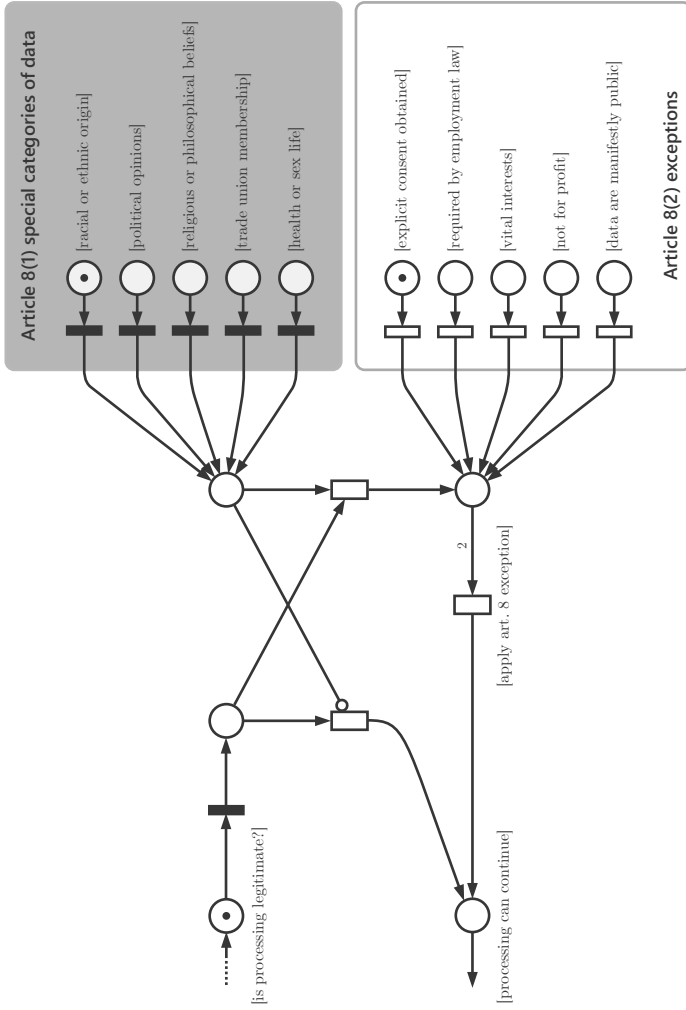 Article 8(1) special categories of data
[racial or ethnic origin]
[political opinions]
[religious or philosophical beliefs]
[trade union membership]
[health or sex life]
[explicit consent obtained]
[required by employment law]
[vital interests]
[not for profit]
[data are manifestly public]
Article 8(2) exceptions
2
[apply art. 8 exception]
[is processing legitimate?]
[processing can continue]